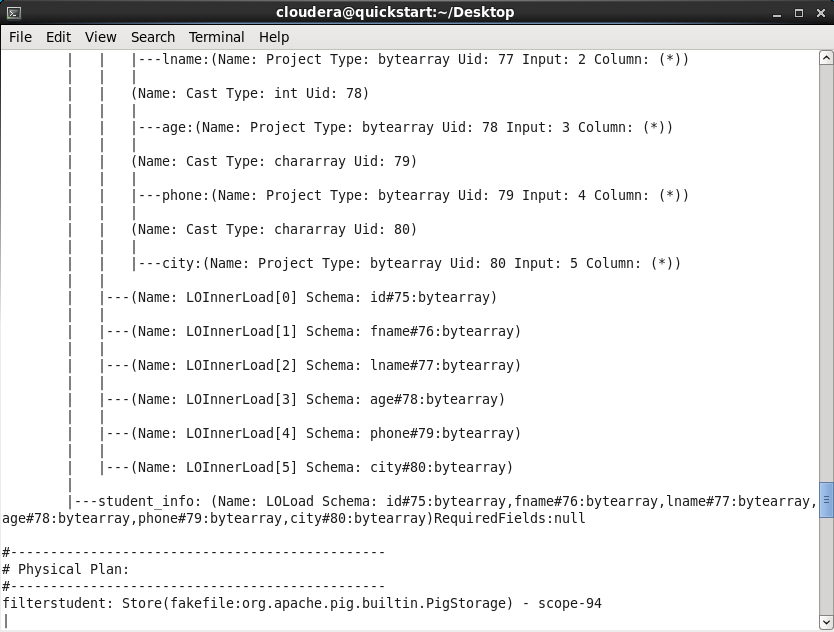 cloudera@quickstart:~/Desktop
File Edit View Search Terminal Help
        |   |   |---lname:(Name: Project Type: bytearray Uid: 77 Input: 2 Column: (*))
        |   |   |
        |   |   (Name: Cast Type: int Uid: 78)
        |   |   |
        |   |   |---age:(Name: Project Type: bytearray Uid: 78 Input: 3 Column: (*))
        |   |   |
        |   |   (Name: Cast Type: chararray Uid: 79)
        |   |   |
        |   |   |---phone:(Name: Project Type: bytearray Uid: 79 Input: 4 Column: (*))
        |   |   |
        |   |   (Name: Cast Type: chararray Uid: 80)
        |   |   |
        |   |   |---city:(Name: Project Type: bytearray Uid: 80 Input: 5 Column: (*))
        |   |
        |   |---(Name: LOInnerLoad[0] Schema: id#75:bytearray)
        |   |
        |   |---(Name: LOInnerLoad[1] Schema: fname#76:bytearray)
        |   |
        |   |---(Name: LOInnerLoad[2] Schema: lname#77:bytearray)
        |   |
        |   |---(Name: LOInnerLoad[3] Schema: age#78:bytearray)
        |   |
        |   |---(Name: LOInnerLoad[4] Schema: phone#79:bytearray)
        |   |
        |   |---(Name: LOInnerLoad[5] Schema: city#80:bytearray)
        |
        |---student_info: (Name: LOLoad Schema: id#75:bytearray,fname#76:bytearray,lname#77:bytearray,
age#78:bytearray,phone#79:bytearray,city#80:bytearray)RequiredFields:null
#-----------------------------------------------
# Physical Plan:
#-----------------------------------------------
filterstudent: Store(fakefile:org.apache.pig.builtin.PigStorage) - scope-94
|